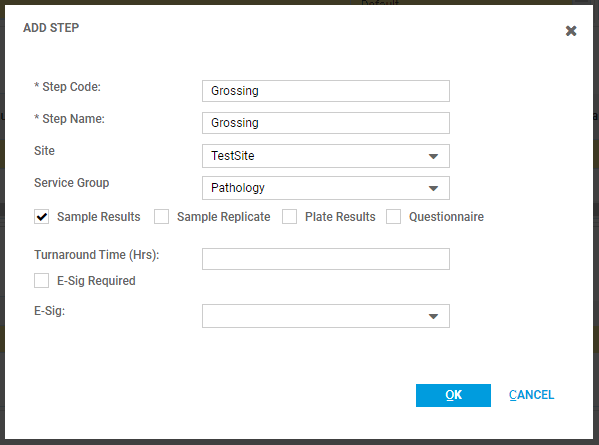 Default
ADD STEP
* Step Code: Grossing
* Step Name: Grossing
Site TestSite
Service Group Pathology
Sample Results Sample Replicate Plate Results Questionnaire
Turnaround Time (Hrs):
E-Sig Required
E-Sig:
OK CANCEL